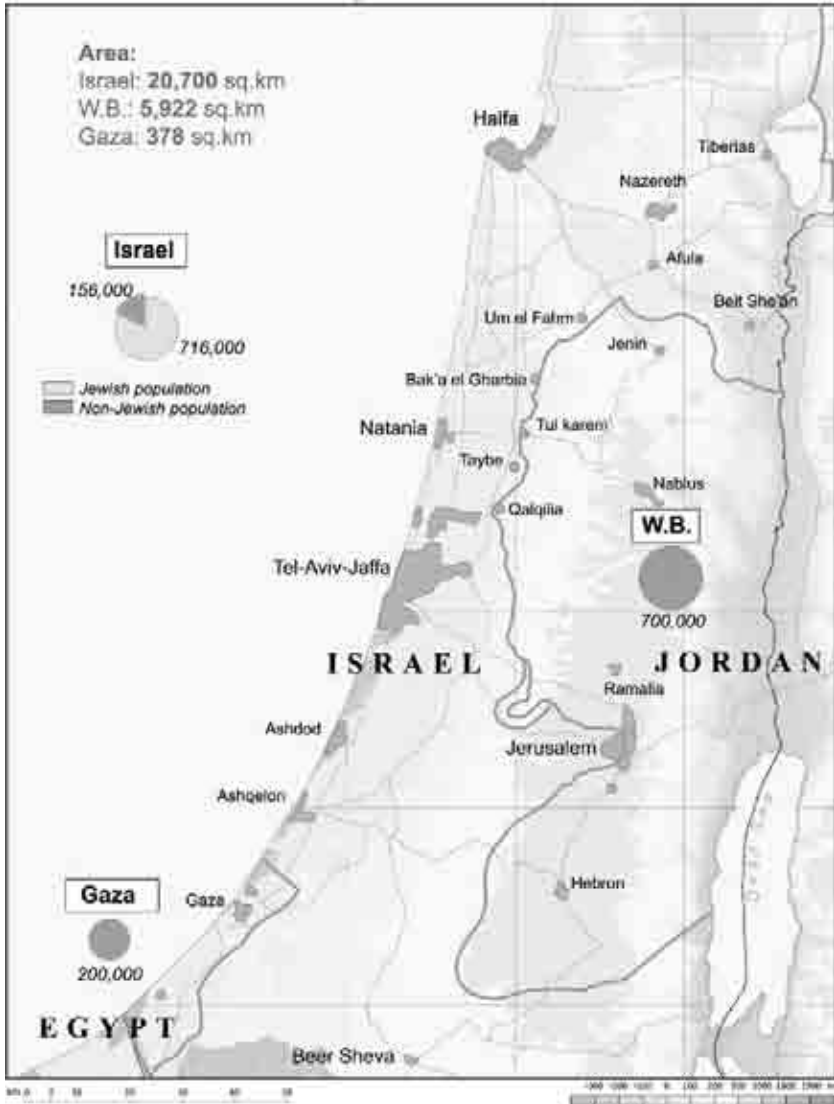 Area:
Israel: 20,700 sq.km
W.B.: 5,922 sq.km
Gaza: 378 sq.km
Haifa
Tiberias
Nazereth
Israel
156,000
716,000
Afula
Beit She'an
Um el Fahm
Jenin
Jewish population
Non-Jewish population
Bak'a el Gharbia
Natania
Tul karem
Taybe
Nablus
Qalqilia
W.B.
Tel-Aviv-Jaffa
700,000
ISRAEL
JORDAN
Ramalla
Ashdod
Jerusalem
Ashqelon
Dead Sea
Gaza
Gaza
Hebron
200,000
EGYPT
Beer Sheva